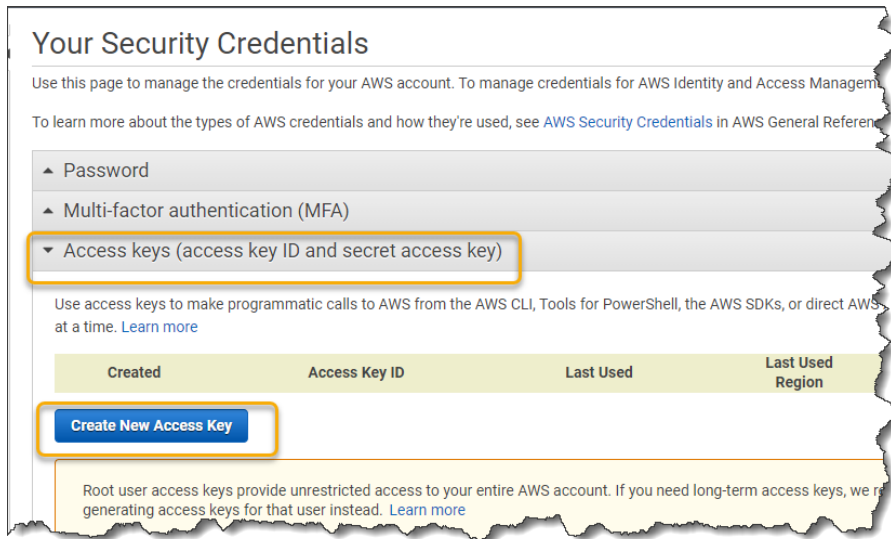 Your Security Credentials
Use this page to manage the credentials for your AWS account. To manage credentials for AWS Identity and Access
To learn more about the types of AWS credentials and how they're used, see AWS Security Credentials in AWS General
Password
Multi-factor authentication (MFA)
Access keys (access key ID and secret access key)
Use access keys to make programmatic calls to AWS from the AWS CLI, Tools for PowerShell, the AWS SDKs, or direct AWS
at a time. Learn more
Created Access Key ID Last Used Last Used
Region
Create New Access Key
Root user access keys provide unrestricted access to your entire AWS account. If you need long-term access keys, we
generating access keys for that user instead. Learn more